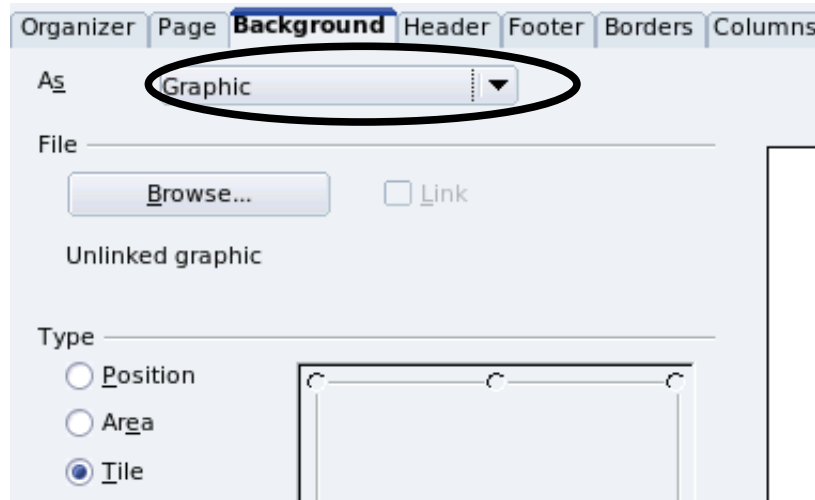 Organizer Page Background Header Footer Borders Columns
As Graphic
File
Browse... Link
Unlinked graphic
Type
Position
Area
Tile